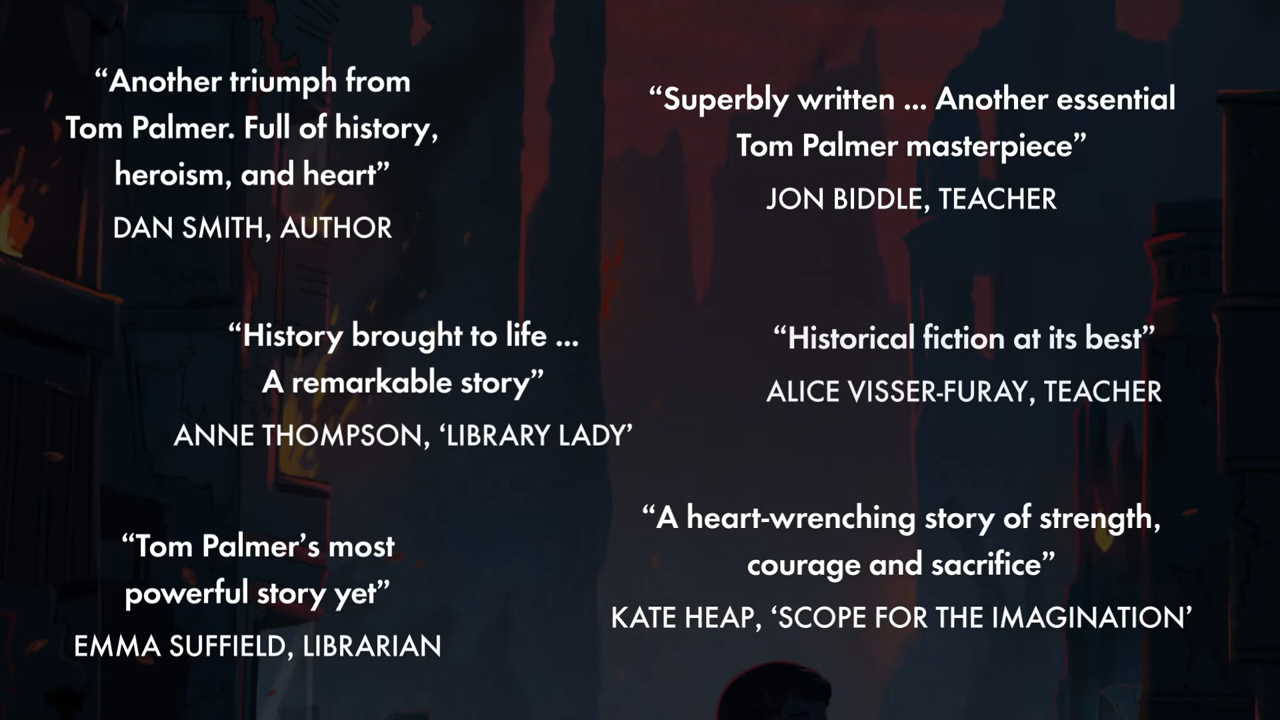 “Another triumph from
Tom Palmer. Full of history,
heroism, and heart”
DAN SMITH, AUTHOR
“Superbly written ... Another essential
Tom Palmer masterpiece”
JON BIDDLE, TEACHER
“History brought to life ...
A remarkable story”
ANNE THOMPSON, ‘LIBRARY LADY’
“Historical fiction at its best”
ALICE VISSER-FURAY, TEACHER
“Tom Palmer’s most
powerful story yet”
EMMA SUFFIELD, LIBRARIAN
“A heart-wrenching story of strength,
courage and sacrifice”
KATE HEAP, ‘SCOPE FOR THE IMAGINATION’